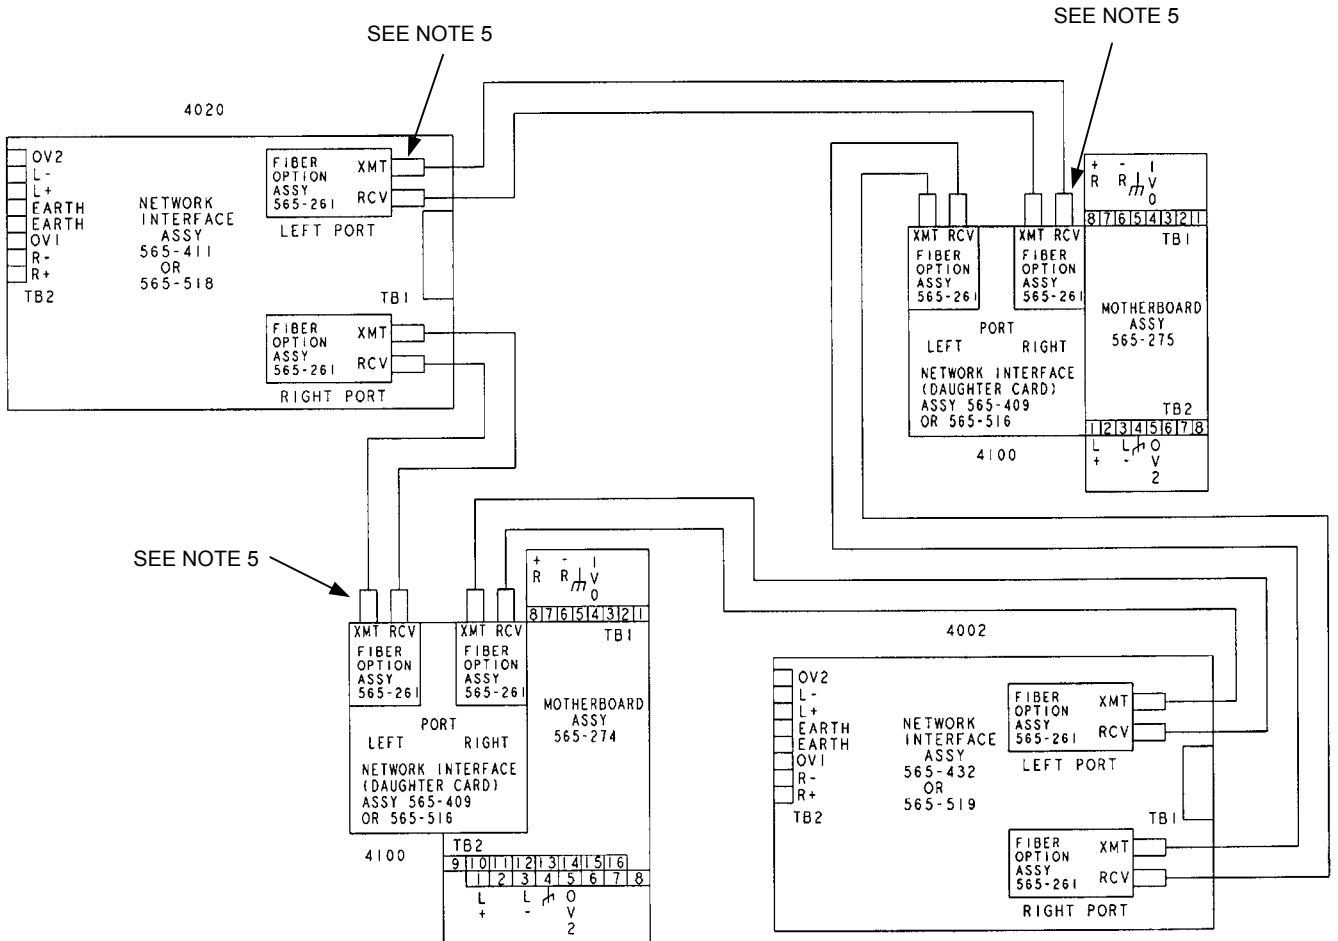 SEE NOTE 5
SEE NOTE 5
4020
OV2
L-
L+
EARTH
EARTH
OV1
R-
R+
TB2
NETWORK
INTERFACE
ASSY
565-411
OR
565-518
FIBER
OPTION
ASSY
565-261
XMT
RCV
LEFT PORT
TB1
FIBER
OPTION
ASSY
565-261
XMT
RCV
RIGHT PORT
+ - 1
R R V
0
8 7 6 5 4 3 2 1
TB1
XMT RCV
FIBER
OPTION
ASSY
565-261
XMT RCV
FIBER
OPTION
ASSY
565-261
MOTHERBOARD
ASSY
565-275
PORT
LEFT RIGHT
NETWORK INTERFACE
(DAUGHTER CARD)
ASSY 565-409
OR 565-516
TB2
1 2 3 4 5 6 7 8
L L O
+ - V
2
4100
SEE NOTE 5
+ - 1
R R V
0
8 7 6 5 4 3 2 1
TB1
XMT RCV
FIBER
OPTION
ASSY
565-261
XMT RCV
FIBER
OPTION
ASSY
565-261
MOTHERBOARD
ASSY
565-274
PORT
LEFT RIGHT
NETWORK INTERFACE
(DAUGHTER CARD)
ASSY 565-409
OR 565-516
4100
TB2
9 10 11 12 13 14 15 16
1 2 3 4 5 6 7 8
L L O
+ - V
2
4002
OV2
L-
L+
EARTH
EARTH
OV1
R-
R+
TB2
NETWORK
INTERFACE
ASSY
565-432
OR
565-519
FIBER
OPTION
ASSY
565-261
XMT
RCV
LEFT PORT
TB1
FIBER
OPTION
ASSY
565-261
XMT
RCV
RIGHT PORT